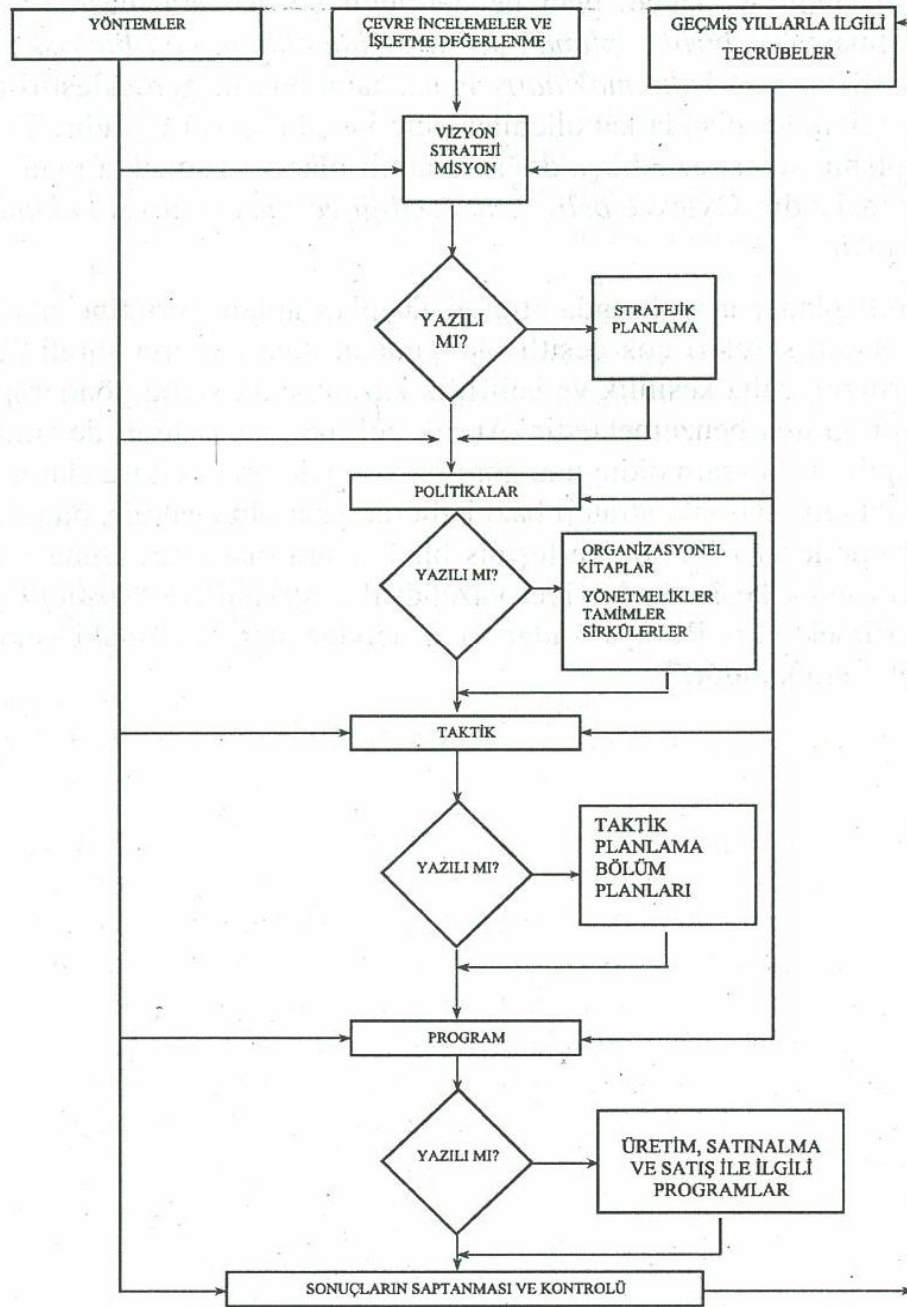 YÖNTEMLER
ÇEVRE İNCELEMELER VE
İŞLETME DEĞERLENME
GEÇMİŞ YILLARLA İLGİLİ
TECRÜBELER
VİZYON
STRATEJİ
MİSYON
YAZILI
MI?
STRATEJİK
PLANLAMA
POLİTİKALAR
YAZILI MI?
ORGANİZASYONEL
KİTAPLAR
YÖNETMELİKLER
TAMİMLER
SİRKÜLERLER
TAKTİK
YAZILI MI?
TAKTİK
PLANLAMA
BÖLÜM
PLANLARI
PROGRAM
YAZILI MI?
ÜRETİM, SATINALMA
VE SATIŞ İLE İLGİLİ
PROGRAMLAR
SONUÇLARIN SAPTANMASI VE KONTROLÜ